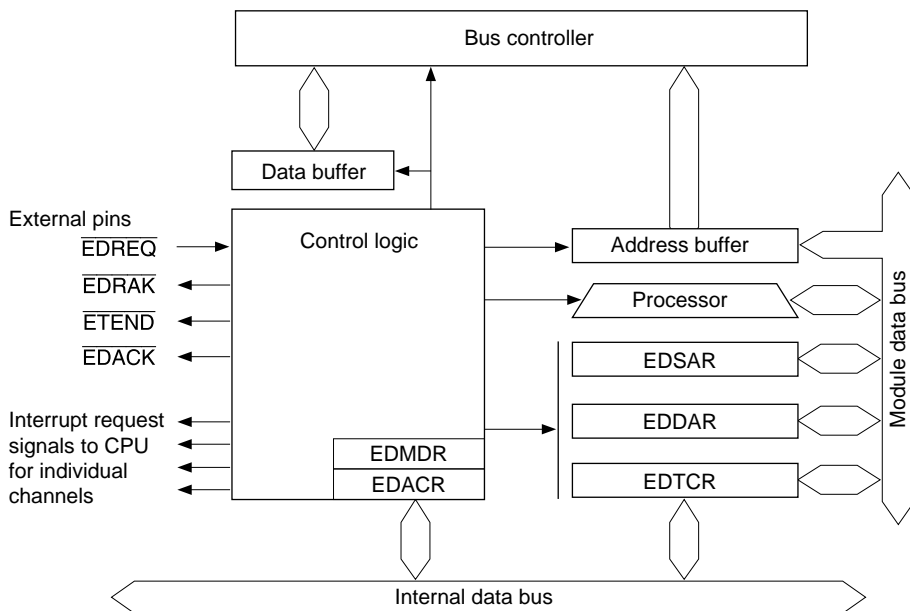 Bus controller
Data buffer
External pins
Control logic
EDREQ
EDRAK
ETEND
EDACK
Interrupt request
signals to CPU
for individual
channels
EDMDR
EDACR
Address buffer
Processor
EDSAR
EDDAR
EDTCR
Module data bus
Internal data bus